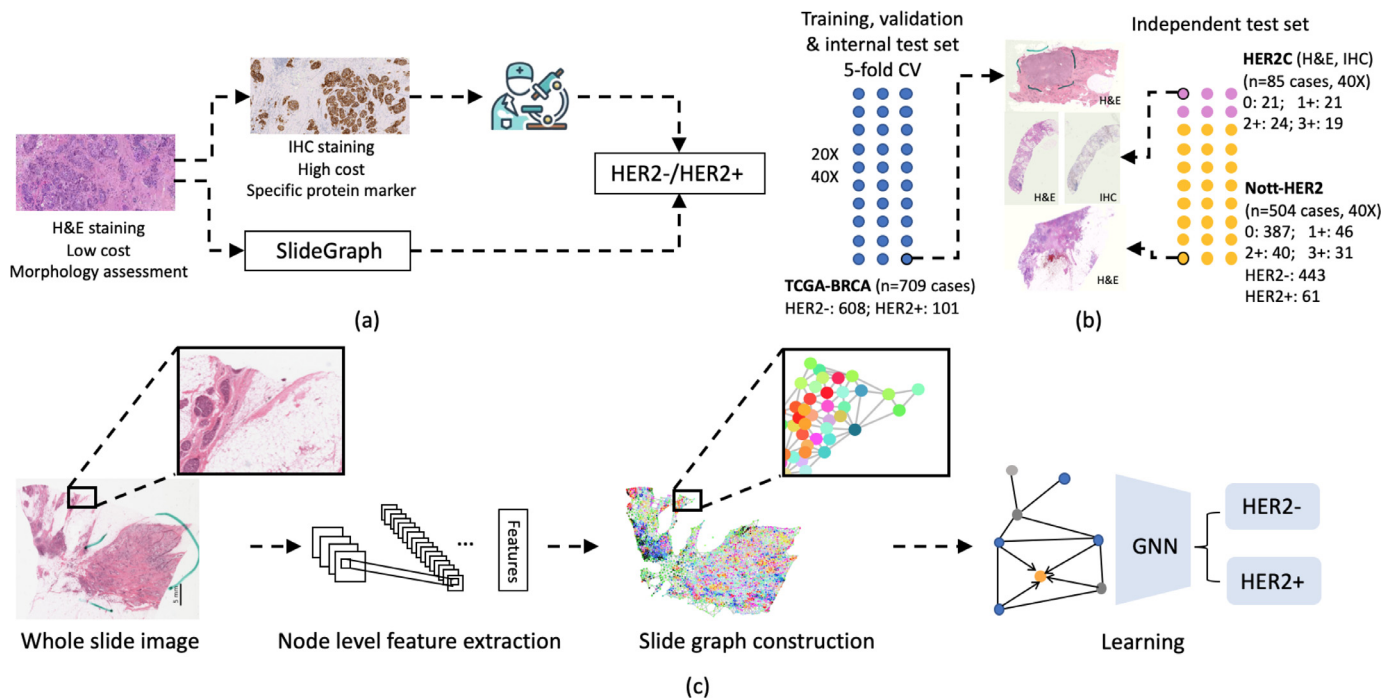 IHC staining
High cost
Specific protein marker
H&E staining
Low cost
Morphology assessment
SlideGraph
HER2-/HER2+
(a)
Training, validation
& internal test set
5-fold CV
20X
40X
TCGA-BRCA (n=709 cases)
HER2-: 608; HER2+: 101
H&E
H&E
IHC
H&E
Independent test set
HER2C (H&E, IHC)
(n=85 cases, 40X)
0: 21; 1+: 21
2+: 24; 3+: 19
Nott-HER2
(n=504 cases, 40X)
0: 387; 1+: 46
2+: 40; 3+: 31
HER2-: 443
HER2+: 61
(b)
5 mm
Whole slide image
...
Features
Node level feature extraction
Slide graph construction
GNN
HER2-
HER2+
Learning
(c)